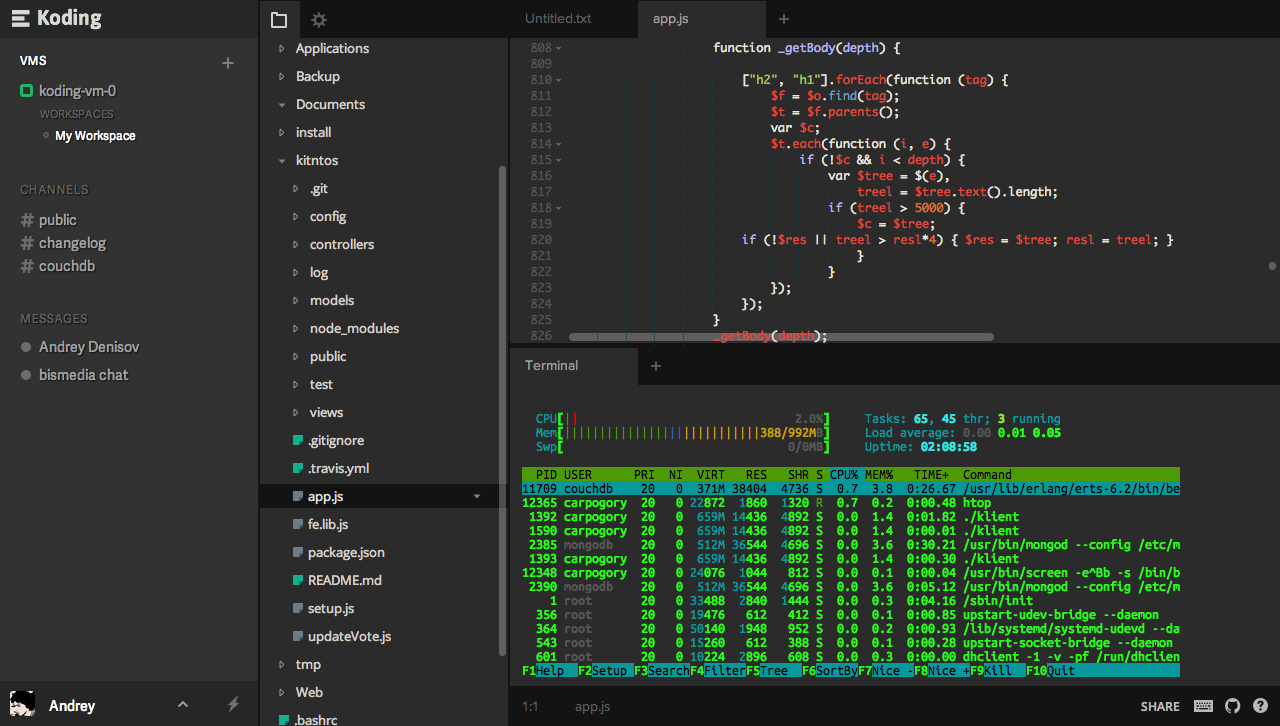 Koding
VMS
+
koding-vm-0
WORKSPACES
My Workspace
CHANNELS
# public
# changelog
# couchdb
MESSAGES
Andrey Denisov
bismedia chat
Andrey
Applications
Backup
Documents
install
kitntos
.git
config
controllers
log
models
node_modules
public
test
views
.gitignore
.travis.yml
app.js
fe.lib.js
package.json
README.md
setup.js
updateVote.js
tmp
Web
.bashrc
Untitled.txt app.js +
808 function _getBody(depth) {
809
810 ["h2", "h1"].forEach(function (tag) {
811 $f = $o.find(tag);
812 $t = $f.parents();
813 var $c;
814 $t.each(function (i, e) {
815 if (!$c && i < depth) {
816 var $tree = $(e),
817 treel = $tree.text().length;
818 if (treel > 5000) {
819 $c = $tree;
820 if (!$res || treel > resl*4) { $res = $tree; resl = treel; }
821 }
822 }
823 });
824 });
825 }
826 _getBody(depth);
Terminal +
CPU[|| 2.0%] Tasks: 65, 45 thr; 3 running
Mem[||||||||||||||||||||||||||||388/992MB] Load average: 0.00 0.01 0.05
Swp[ 0/0MB] Uptime: 02:08:58
PID USER PRI NI VIRT RES SHR S CPU% MEM% TIME+ Command
11709 couchdb 20 0 371M 38404 4736 S 0.7 3.8 0:26.67 /usr/lib/erlang/erts-6.2/bin/be
12365 carpogory 20 0 22872 1860 1320 R 0.7 0.2 0:00.48 htop
1392 carpogory 20 0 659M 14436 4892 S 0.0 1.4 0:01.82 ./klient
1590 carpogory 20 0 659M 14436 4892 S 0.0 1.4 0:00.01 ./klient
2385 mongodb 20 0 512M 36544 4696 S 0.0 3.6 0:30.21 /usr/bin/mongod --config /etc/m
1393 carpogory 20 0 659M 14436 4892 S 0.0 1.4 0:00.30 ./klient
12348 carpogory 20 0 24076 1044 812 S 0.0 0.1 0:00.04 /usr/bin/screen -e^Bb -s /bin/b
2390 mongodb 20 0 512M 36544 4696 S 0.0 3.6 0:05.12 /usr/bin/mongod --config /etc/m
1 root 20 0 33488 2840 1444 S 0.0 0.3 0:04.16 /sbin/init
356 root 20 0 19476 612 412 S 0.0 0.1 0:00.85 upstart-udev-bridge --daemon
364 root 20 0 50140 1948 952 S 0.0 0.2 0:00.93 /lib/systemd/systemd-udevd --da
543 root 20 0 15260 612 388 S 0.0 0.1 0:00.28 upstart-socket-bridge --daemon
601 root 20 0 10224 2896 608 S 0.0 0.3 0:00.00 dhclient -1 -v -pf /run/dhclien
F1Help F2Setup F3SearchF4FilterF5Tree F6SortByF7Nice -F8Nice +F9Kill F10Quit
1:1 app.js SHARE ?